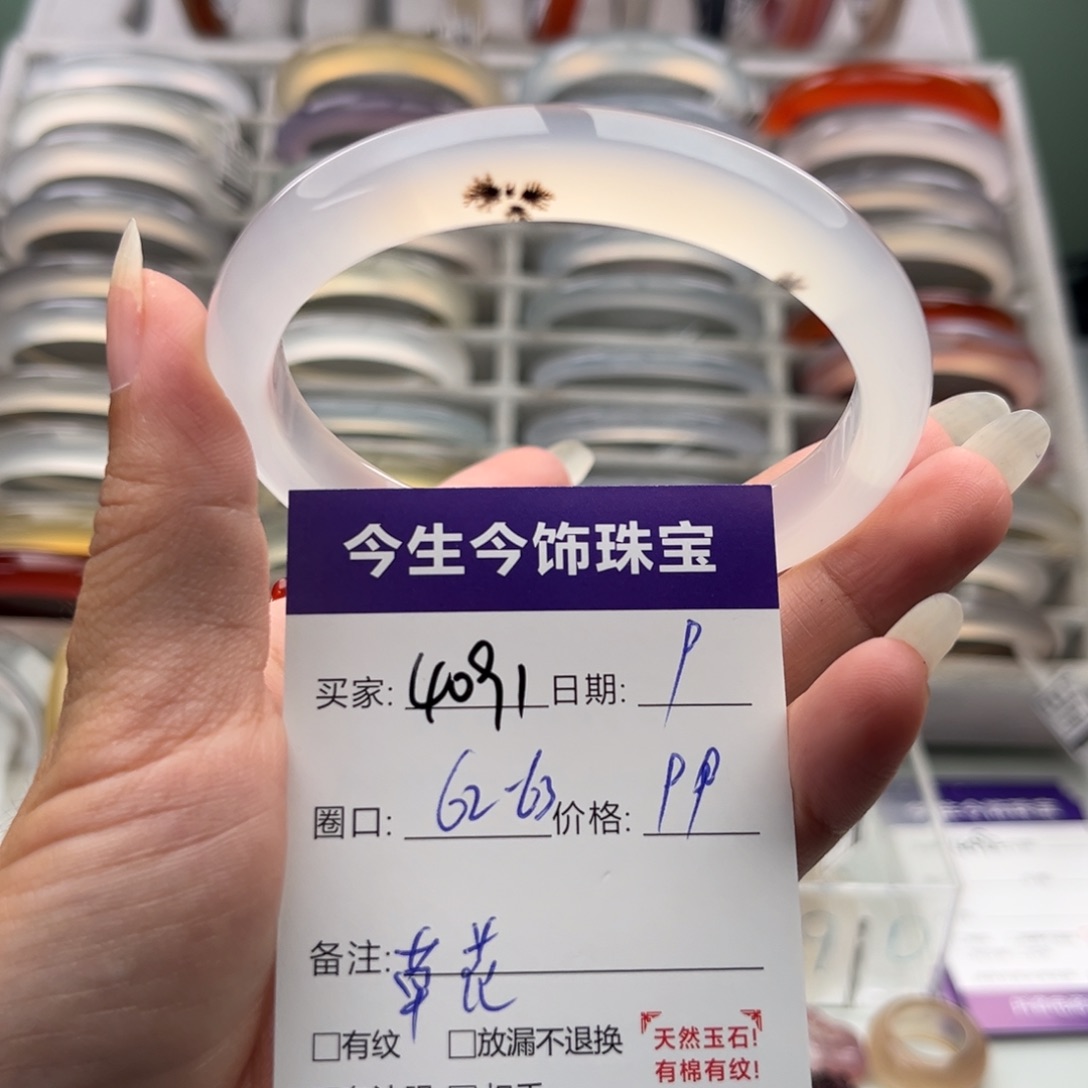 今生今饰珠宝
买家: 4091 日期: P
圈口: 62-63 价格: PP
备注: 草花
□有纹 □放漏不退换 天然玉石!
有棉有纹!